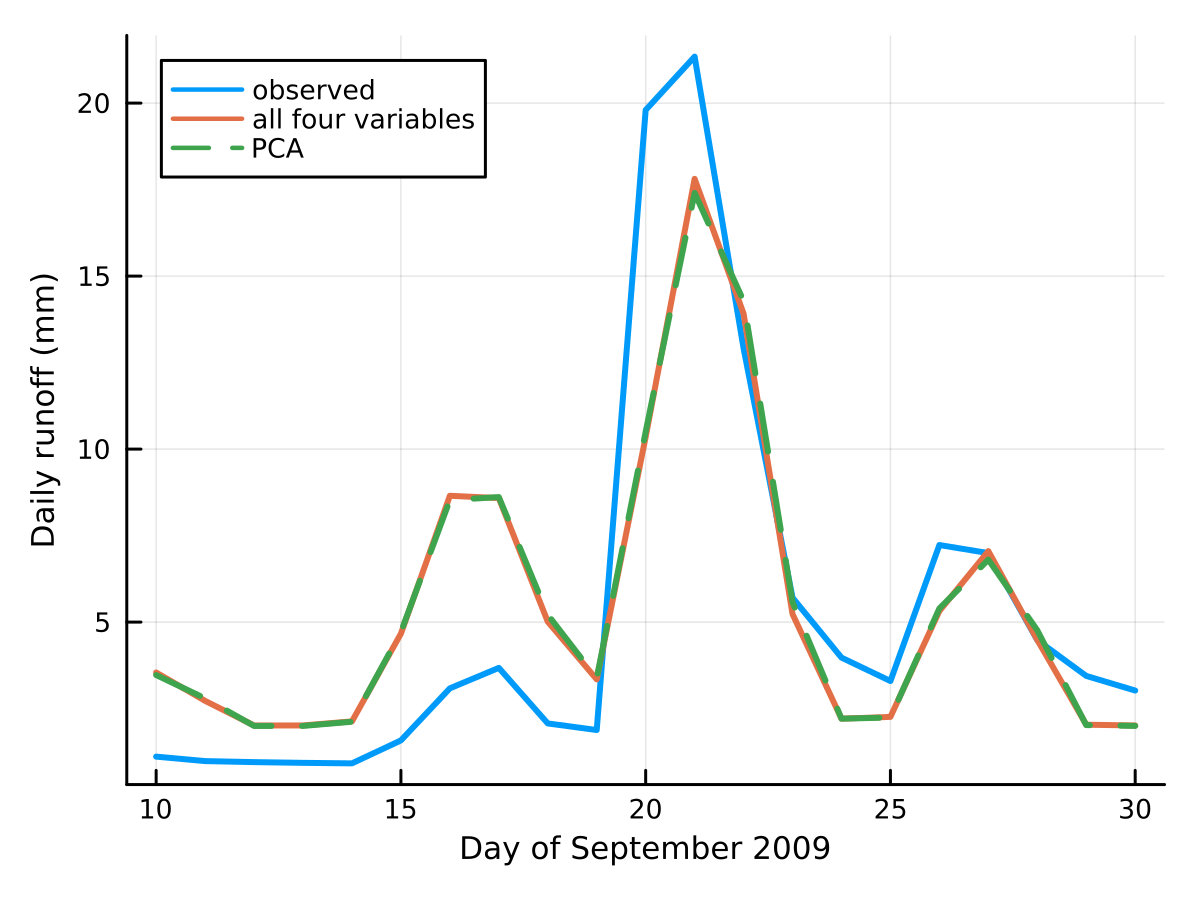 observed
all four variables
PCA
20
15
10
5
Daily runoff (mm)
10 15 20 25 30
Day of September 2009